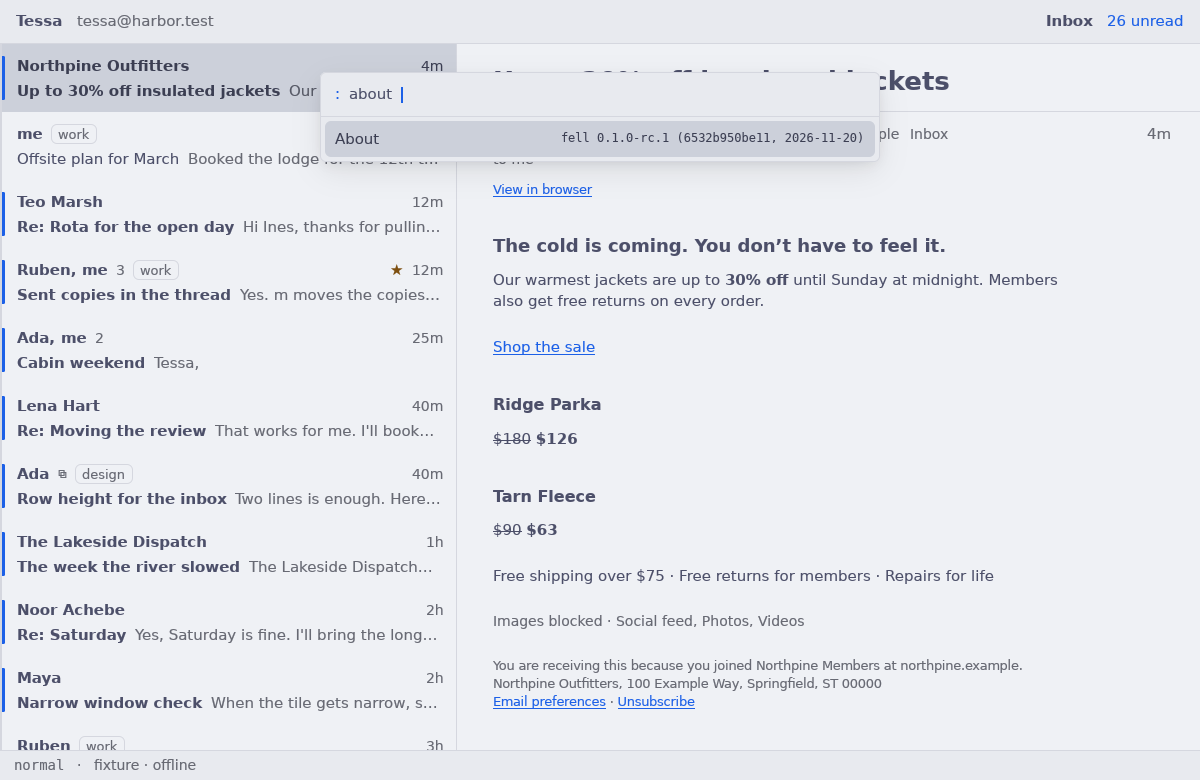 Tessa tessa@harbor.test Inbox 26 unread
Northpine Outfitters 4m
Up to 30% off insulated jackets Our
me work
Offsite plan for March Booked the lodge for the 12th t…
Teo Marsh 12m
Re: Rota for the open day Hi Ines, thanks for pullin…
Ruben, me 3 work ★ 12m
Sent copies in the thread Yes. m moves the copies…
Ada, me 2 25m
Cabin weekend Tessa,
Lena Hart 40m
Re: Moving the review That works for me. I'll book…
Ada ⧉ design 40m
Row height for the inbox Two lines is enough. Here…
The Lakeside Dispatch 1h
The week the river slowed The Lakeside Dispatch…
Noor Achebe 2h
Re: Saturday Yes, Saturday is fine. I'll bring the long…
Maya 2h
Narrow window check When the tile gets narrow, s…
Ruben work 3h
: about
About fell 0.1.0-rc.1 (6532b950be11, 2026-11-20)
Inbox 4m
to me
View in browser
The cold is coming. You don’t have to feel it.
Our warmest jackets are up to 30% off until Sunday at midnight. Members
also get free returns on every order.
Shop the sale
Ridge Parka
$180 $126
Tarn Fleece
$90 $63
Free shipping over $75 · Free returns for members · Repairs for life
Images blocked · Social feed, Photos, Videos
You are receiving this because you joined Northpine Members at northpine.example.
Northpine Outfitters, 100 Example Way, Springfield, ST 00000
Email preferences · Unsubscribe
normal · fixture · offline